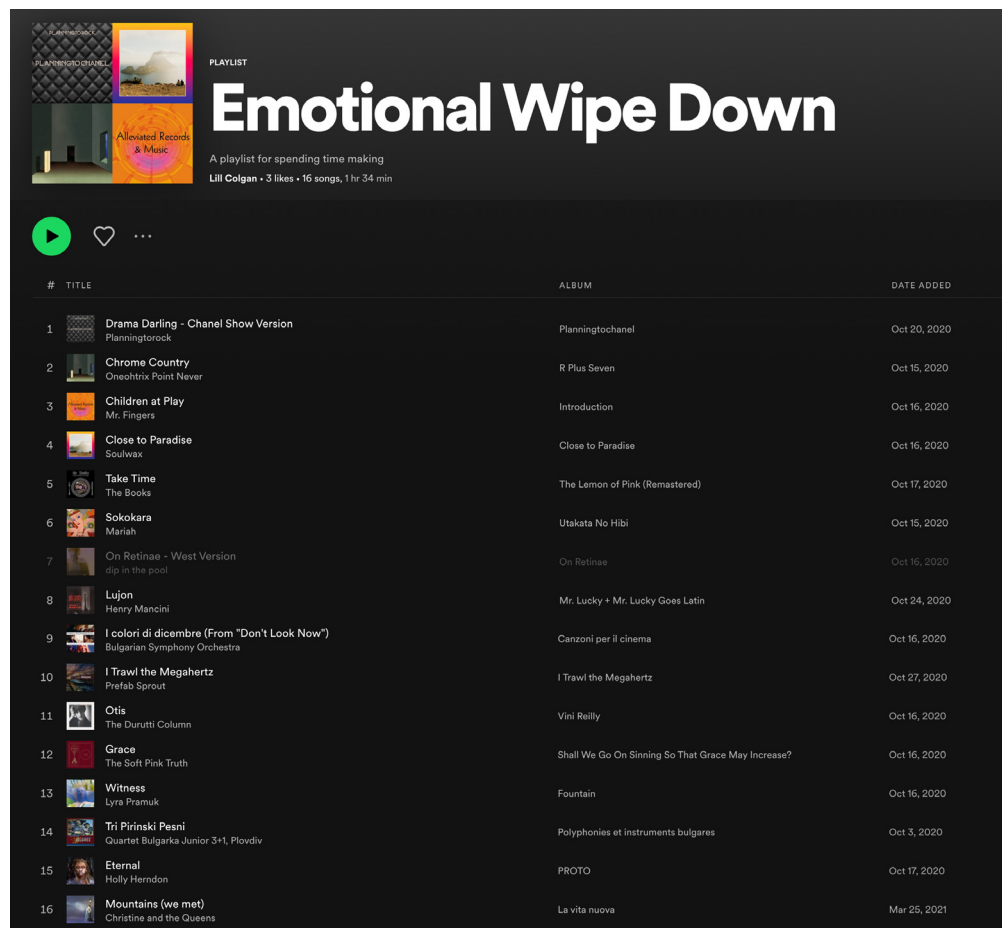 PLANNINGTOROCK
PLANNINGTOCHANEL
Alleviated Records
& Music
PLAYLIST
Emotional Wipe Down
A playlist for spending time making
Lill Colgan • 3 likes • 16 songs, 1 hr 34 min
# TITLE ALBUM DATE ADDED
1 Drama Darling - Chanel Show Version Planningtochanel Oct 20, 2020
Planningtorock
2 Chrome Country R Plus Seven Oct 15, 2020
Oneohtrix Point Never
3 Children at Play Introduction Oct 16, 2020
Mr. Fingers
4 Close to Paradise Close to Paradise Oct 16, 2020
Soulwax
5 Take Time The Lemon of Pink (Remastered) Oct 17, 2020
The Books
6 Sokokara Utakata No Hibi Oct 15, 2020
Mariah
7 On Retinae - West Version On Retinae Oct 16, 2020
dip in the pool
8 Lujon Mr. Lucky + Mr. Lucky Goes Latin Oct 24, 2020
Henry Mancini
9 I colori di dicembre (From "Don't Look Now") Canzoni per il cinema Oct 16, 2020
Bulgarian Symphony Orchestra
10 I Trawl the Megahertz I Trawl the Megahertz Oct 27, 2020
Prefab Sprout
11 Otis Vini Reilly Oct 16, 2020
The Durutti Column
12 Grace Shall We Go On Sinning So That Grace May Increase? Oct 16, 2020
The Soft Pink Truth
13 Witness Fountain Oct 16, 2020
Lyra Pramuk
14 Tri Pirinski Pesni Polyphonies et instruments bulgares Oct 3, 2020
Quartet Bulgarka Junior 3+1, Plovdiv
15 Eternal PROTO Oct 17, 2020
Holly Herndon
16 Mountains (we met) La vita nuova Mar 25, 2021
Christine and the Queens